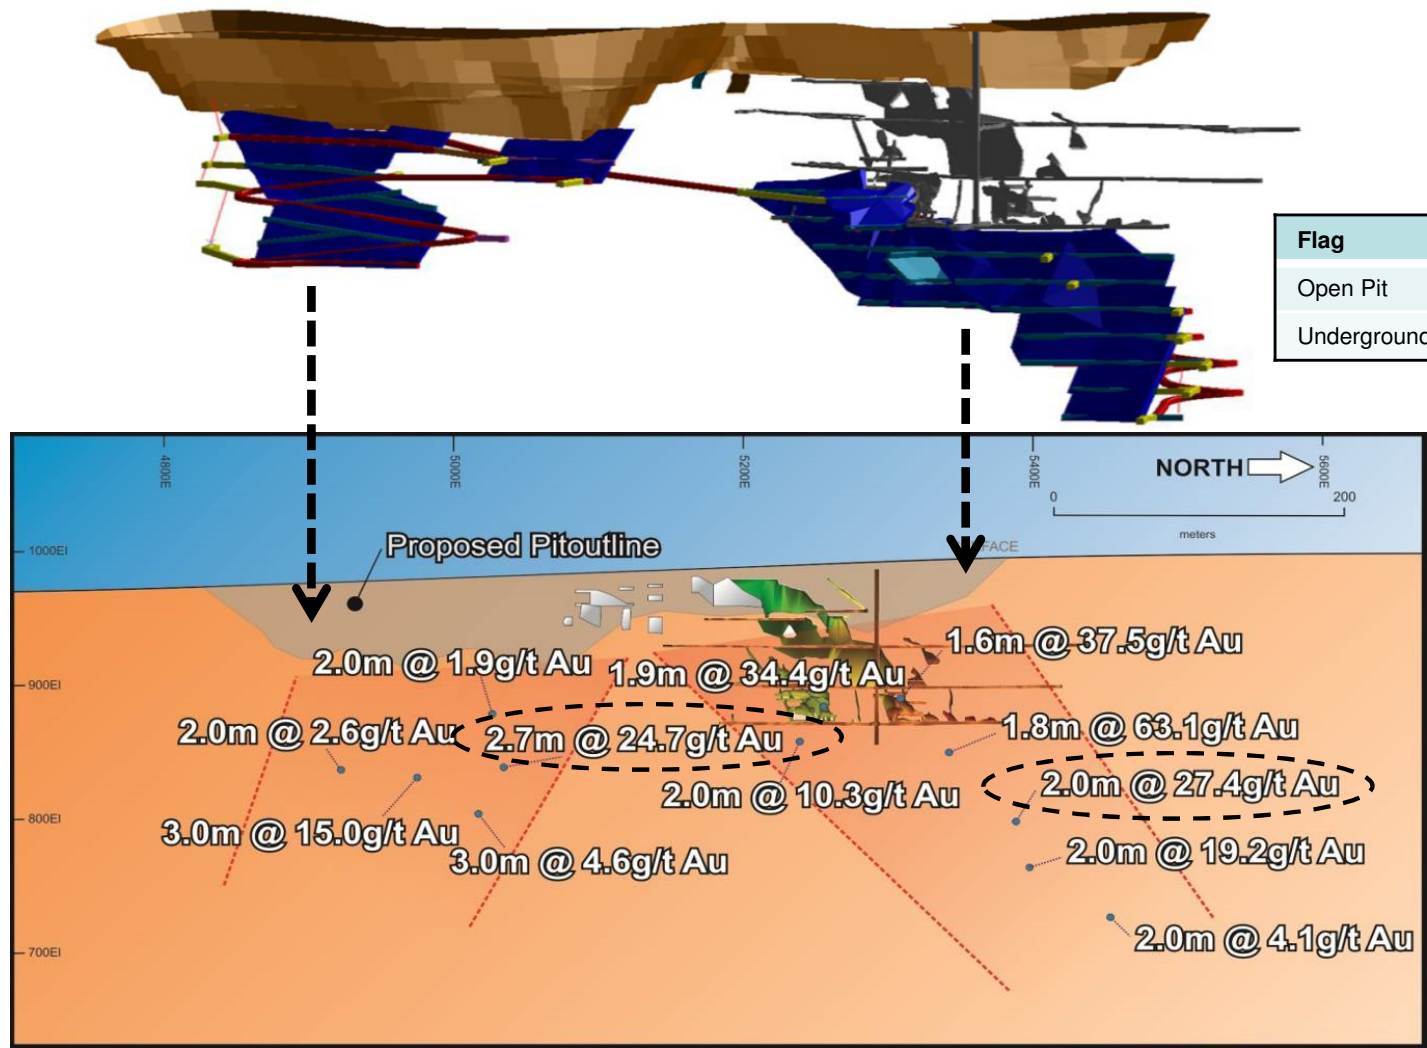 Flag
Open Pit
Underground
4800E
5000E
5200E
5400E
5600E
NORTH
0 200
meters
1000El
Proposed Pitoutline
FACE
1.6m @ 37.5g/t Au
2.0m @ 1.9g/t Au
1.9m @ 34.4g/t Au
900El
2.0m @ 2.6g/t Au
2.7m @ 24.7g/t Au
1.8m @ 63.1g/t Au
2.0m @ 10.3g/t Au
2.0m @ 27.4g/t Au
800El
3.0m @ 15.0g/t Au
3.0m @ 4.6g/t Au
2.0m @ 19.2g/t Au
2.0m @ 4.1g/t Au
700El